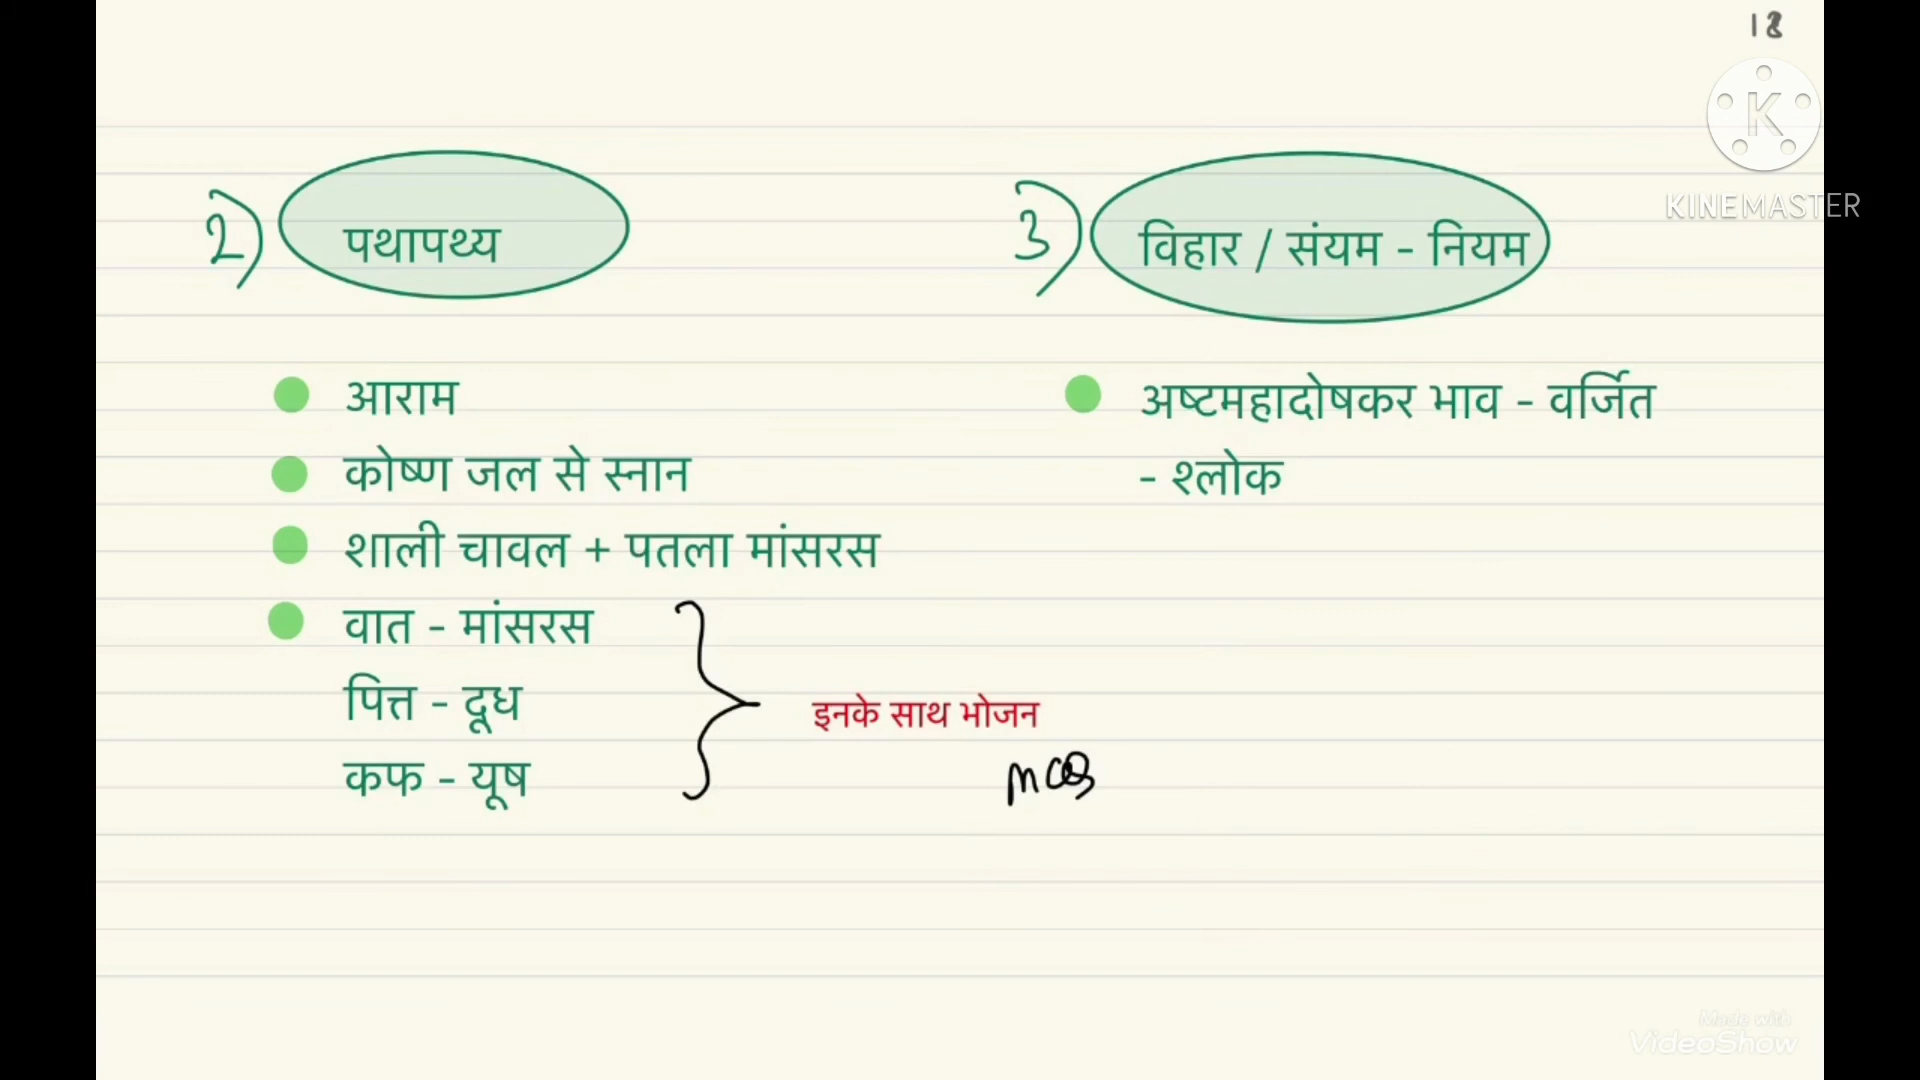 18
K
KINEMASTER
2) पथापथ्य
आराम
कोष्ण जल से स्नान
शाली चावल + पतला मांसरस
वात - मांसरस
पित्त - दूध
कफ - यूष
इनके साथ भोजन
MCQ
3) विहार / संयम - नियम
अष्टमहादोषकर भाव - वर्जित
- श्लोक
Made with
VideoShow